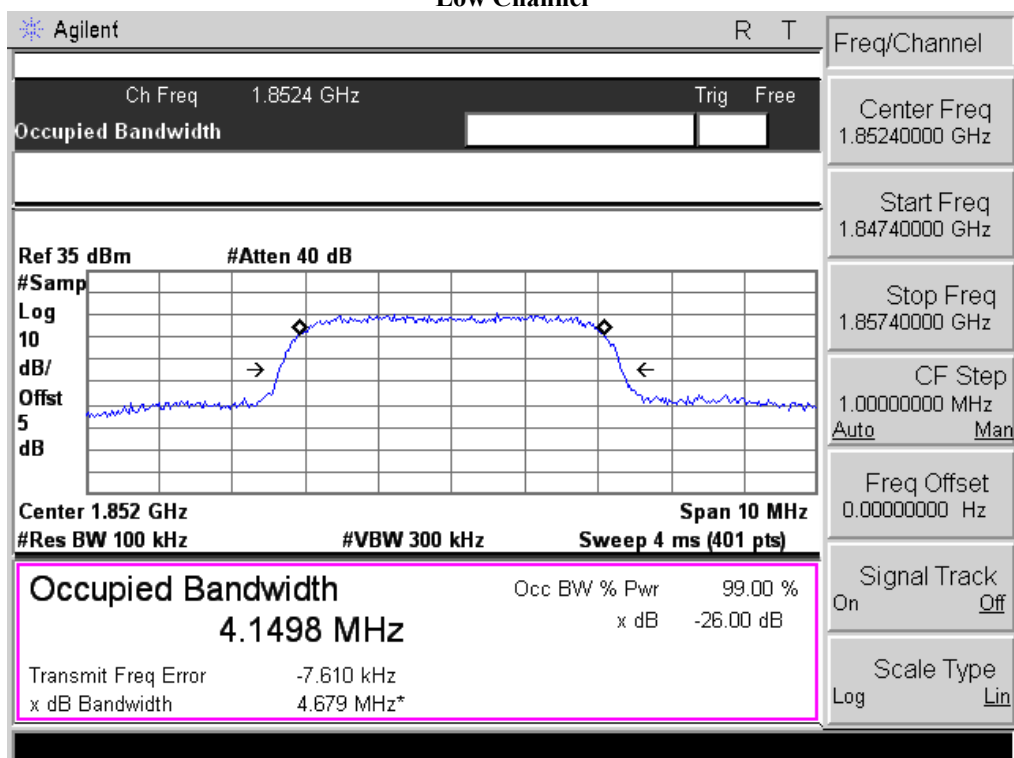 Low Channel
Agilent
R T
Freq/Channel
Ch Freq 1.8524 GHz
Trig Free
Occupied Bandwidth
Center Freq
1.85240000 GHz
Start Freq
1.84740000 GHz
Stop Freq
1.85740000 GHz
CF Step
1.00000000 MHz
Auto Man
Freq Offset
0.00000000 Hz
Signal Track
On Off
Scale Type
Log Lin
Ref 35 dBm #Atten 40 dB
#Samp
Log
10
dB/
Offst
5
dB
Center 1.852 GHz Span 10 MHz
#Res BW 100 kHz #VBW 300 kHz Sweep 4 ms (401 pts)
Occupied Bandwidth
4.1498 MHz
Occ BW % Pwr 99.00 %
x dB -26.00 dB
Transmit Freq Error -7.610 kHz
x dB Bandwidth 4.679 MHz*